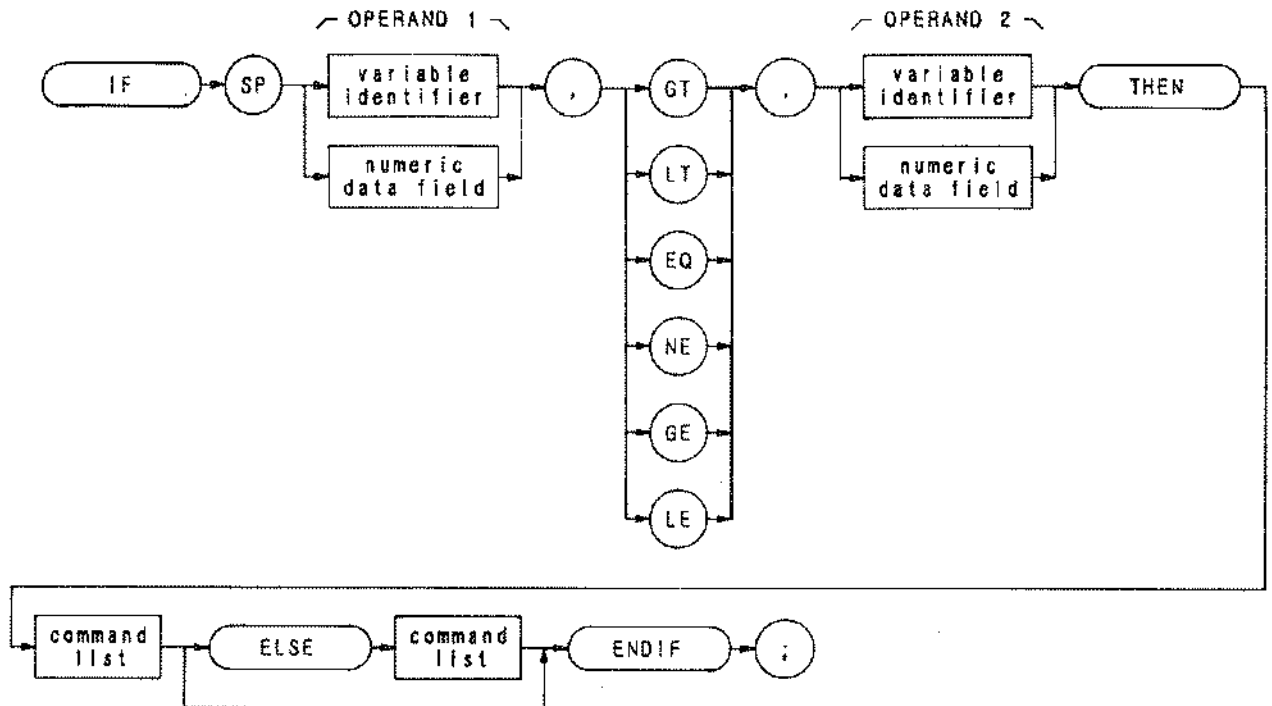 OPERAND 1
OPERAND 2
IF
SP
variable
identifier
,
GT
,
variable
identifier
THEN
numeric
data field
LT
numeric
data field
EQ
NE
GE
LE
command
list
ELSE
command
list
ENDIF
;